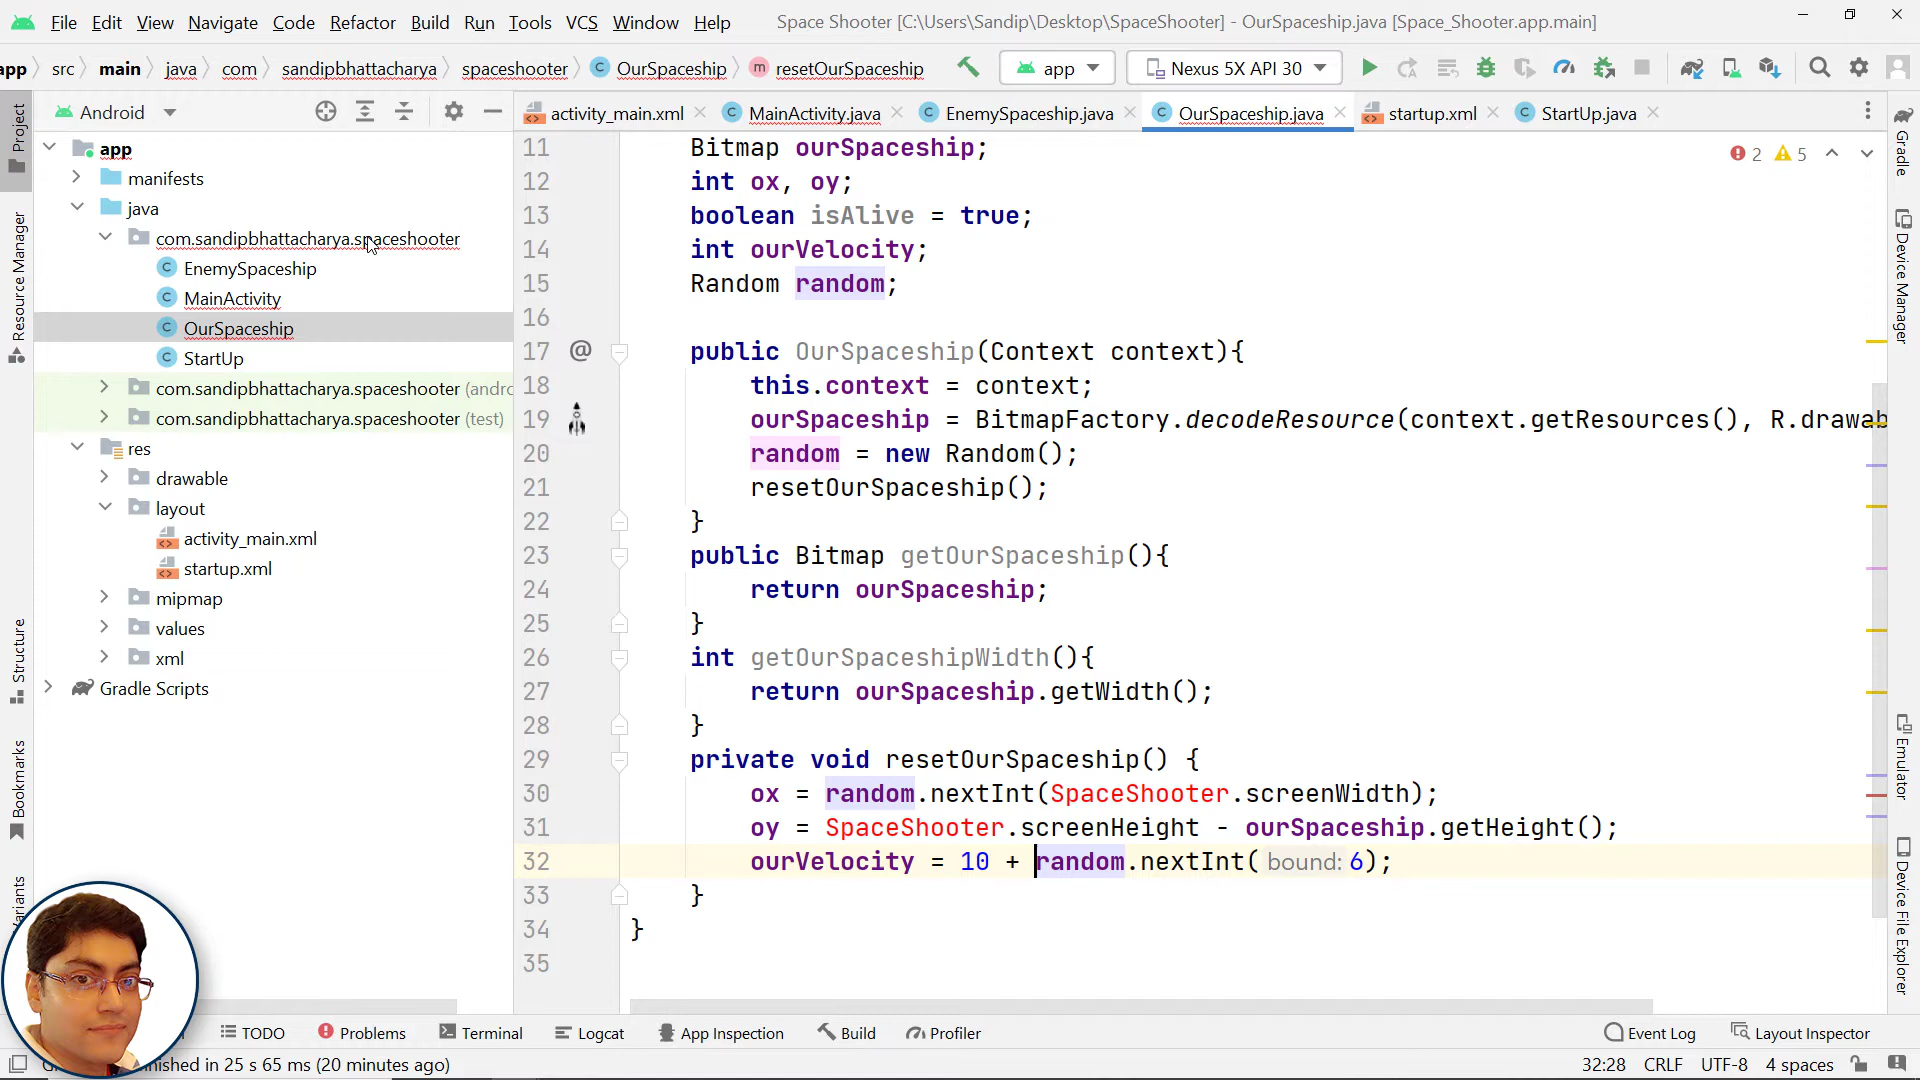 File Edit View Navigate Code Refactor Build Run Tools VCS Window Help Space Shooter [C:\Users\Sandip\Desktop\SpaceShooter] - OurSpaceship.java [Space_Shooter.app.main]
app src main java com sandipbhattacharya spaceshooter OurSpaceship resetOurSpaceship app Nexus 5X API 30
Android activity_main.xml MainActivity.java EnemySpaceship.java OurSpaceship.java startup.xml StartUp.java
Project
Resource Manager
Structure
Bookmarks
app
manifests
java
com.sandipbhattacharya.spaceshooter
EnemySpaceship
MainActivity
OurSpaceship
StartUp
com.sandipbhattacharya.spaceshooter
com.sandipbhattacharya.spaceshooter (test)
res
drawable
layout
activity_main.xml
startup.xml
mipmap
values
xml
Gradle Scripts
2 5
11 Bitmap ourSpaceship;
12 int ox, oy;
13 boolean isAlive = true;
14 int ourVelocity;
15 Random random;
16
17 @ public OurSpaceship(Context context){
18 this.context = context;
19 ourSpaceship = BitmapFactory.decodeResource(context.getResources(), R.drawab
20 random = new Random();
21 resetOurSpaceship();
22 }
23 public Bitmap getOurSpaceship(){
24 return ourSpaceship;
25 }
26 int getOurSpaceshipWidth(){
27 return ourSpaceship.getWidth();
28 }
29 private void resetOurSpaceship() {
30 ox = random.nextInt(SpaceShooter.screenWidth);
31 oy = SpaceShooter.screenHeight - ourSpaceship.getHeight();
32 ourVelocity = 10 + random.nextInt( bound: 6);
33 }
34 }
35
Gradle
Device Manager
Emulator
Device File Explorer
TODO Problems Terminal Logcat App Inspection Build Profiler Event Log Layout Inspector
in 25 s 65 ms (20 minutes ago) 32:28 CRLF UTF-8 4 spaces